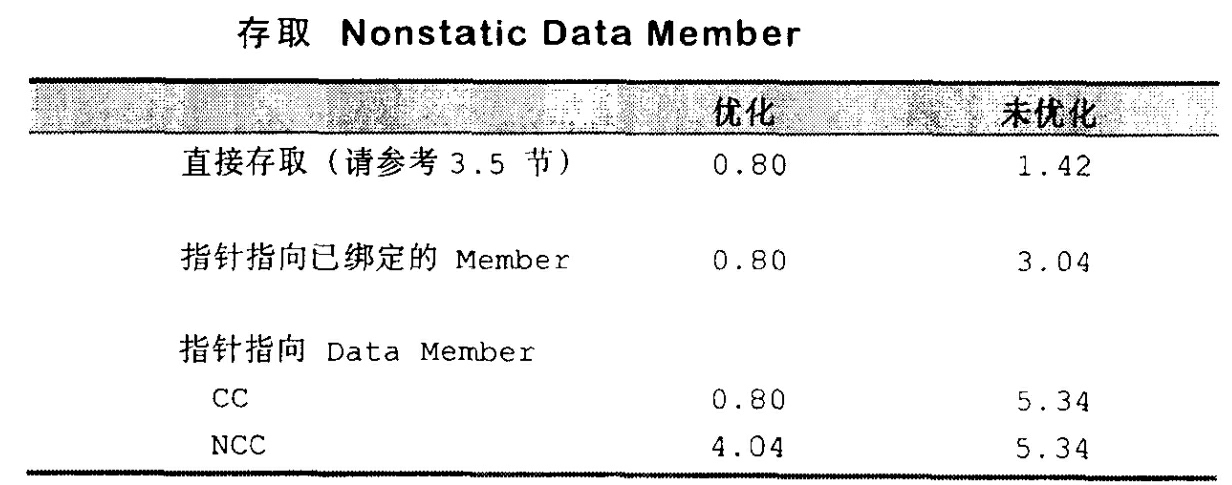 存取 Nonstatic Data Member
优化 未优化
直接存取（请参考 3.5 节） 0.80 1.42
指针指向已绑定的 Member 0.80 3.04
指针指向 Data Member
CC 0.80 5.34
NCC 4.04 5.34